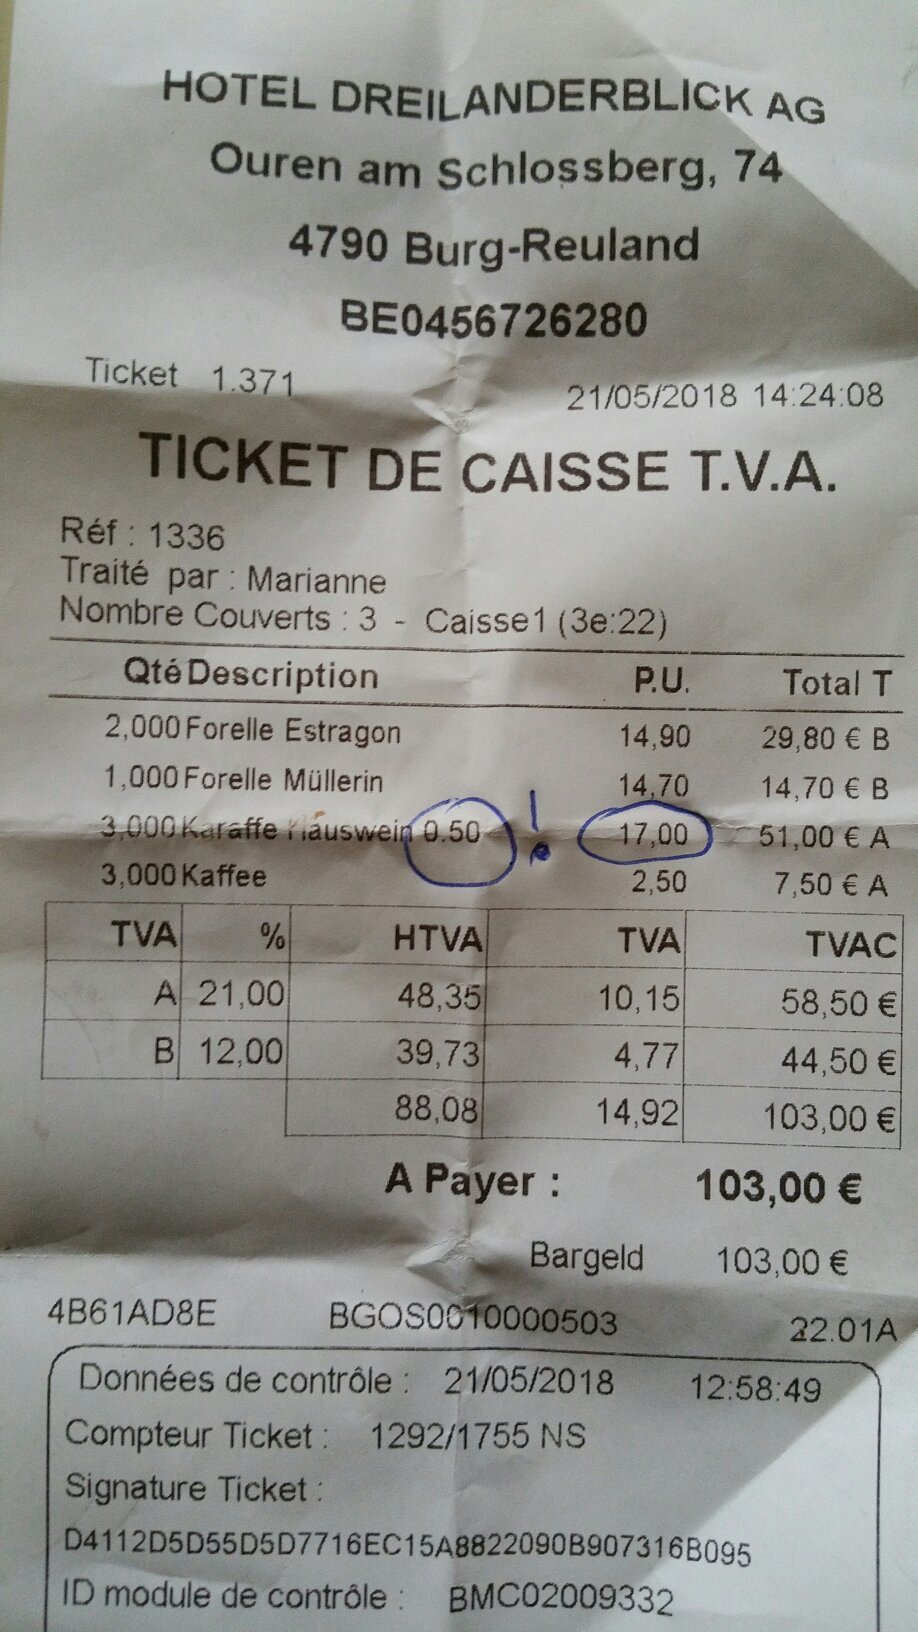 HOTEL DREILANDERBLICK AG
Ouren am Schlossberg, 74
4790 Burg-Reuland
BE0456726280
Ticket 1.371 21/05/2018 14:24:08
TICKET DE CAISSE T.V.A.
Réf : 1336
Traité par : Marianne
Nombre Couverts : 3 - Caisse1 (3e:22)
Qté Description P.U. Total T
2,000 Forelle Estragon 14,90 29,80 € B
1,000 Forelle Müllerin 14,70 14,70 € B
3,000 Karaffe Hauswein 0.50 ! 17,00 51,00 € A
3,000 Kaffee 2,50 7,50 € A
TVA % HTVA TVA TVAC
A 21,00 48,35 10,15 58,50 €
B 12,00 39,73 4,77 44,50 €
88,08 14,92 103,00 €
A Payer : 103,00 €
Bargeld 103,00 €
4B61AD8E BGOS0010000503 22.01A
Données de contrôle : 21/05/2018 12:58:49
Compteur Ticket : 1292/1755 NS
Signature Ticket :
D4112D5D55D5D7716EC15A8822090B907316B095
ID module de contrôle : BMC02009332